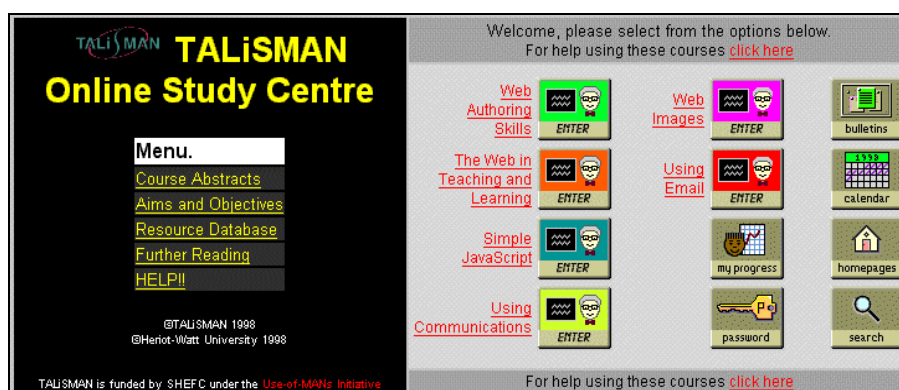 TALiSMAN TALiSMAN
Online Study Centre
Menu.
Course Abstracts
Aims and Objectives
Resource Database
Further Reading
HELP!!
©TALiSMAN 1998
©Heriot-Watt University 1998
TALiSMAN is funded by SHEFC under the Use-of-MANs Initiative
Welcome, please select from the options below.
For help using these courses click here
Web
Authoring
Skills
ENTER
Web
Images
ENTER
bulletins
The Web in
Teaching and
Learning
ENTER
Using
Email
ENTER
1998
calendar
Simple
JavaScript
ENTER
my progress
homepages
Using
Communications
ENTER
P
password
search
For help using these courses click here